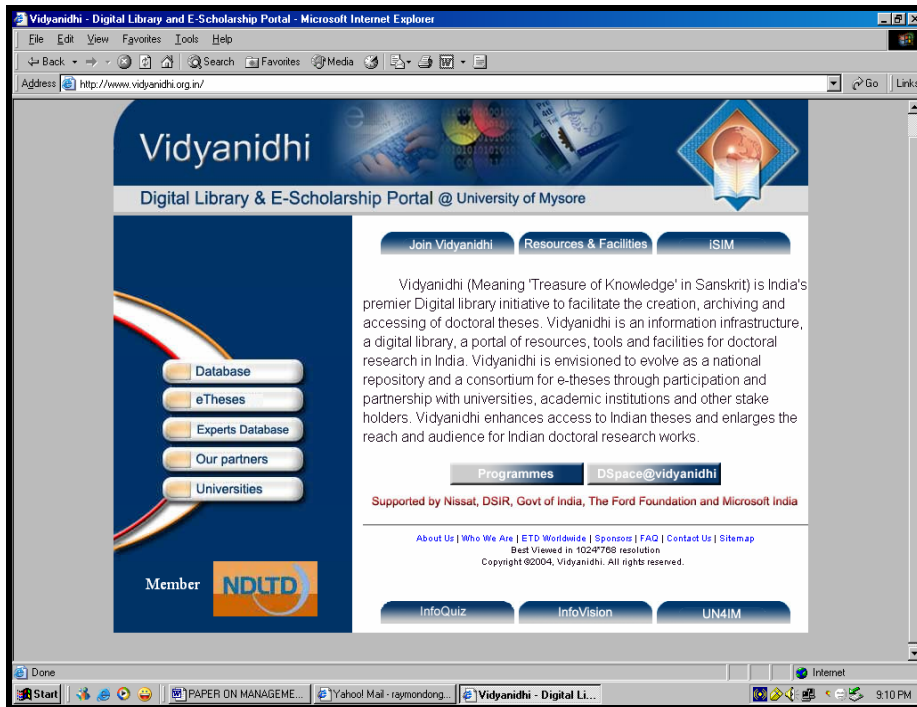 Vidyanidhi - Digital Library and E-Scholarship Portal - Microsoft Internet Explorer
File Edit View Favorites Tools Help
Back Search Favorites Media
Address http://www.vidyanidhi.org.in/ Go Links
Vidyanidhi
Digital Library & E-Scholarship Portal @ University of Mysore
Join Vidyanidhi Resources & Facilities iSIM
Vidyanidhi (Meaning 'Treasure of Knowledge' in Sanskrit) is India's
premier Digital library initiative to facilitate the creation, archiving and
accessing of doctoral theses. Vidyanidhi is an information infrastructure,
a digital library, a portal of resources, tools and facilities for doctoral
research in India. Vidyanidhi is envisioned to evolve as a national
repository and a consortium for e-theses through participation and
partnership with universities, academic institutions and other stake
holders. Vidyanidhi enhances access to Indian theses and enlarges the
reach and audience for Indian doctoral research works.
Database
eTheses
Experts Database
Our partners
Universities
Programmes DSpace@vidyanidhi
Supported by Nissat, DSIR, Govt of India, The Ford Foundation and Microsoft India
About Us | Who We Are | ETD Worldwide | Sponsors | FAQ | Contact Us | Sitemap
Best Viewed in 1024*768 resolution
Copyright ©2004, Vidyanidhi. All rights reserved.
Member NDLTD
InfoQuiz InfoVision UN4IM
Done Internet
Start PAPER ON MANAGEME... Yahoo! Mail - raymondong... Vidyanidhi - Digital Li... 9:10 PM